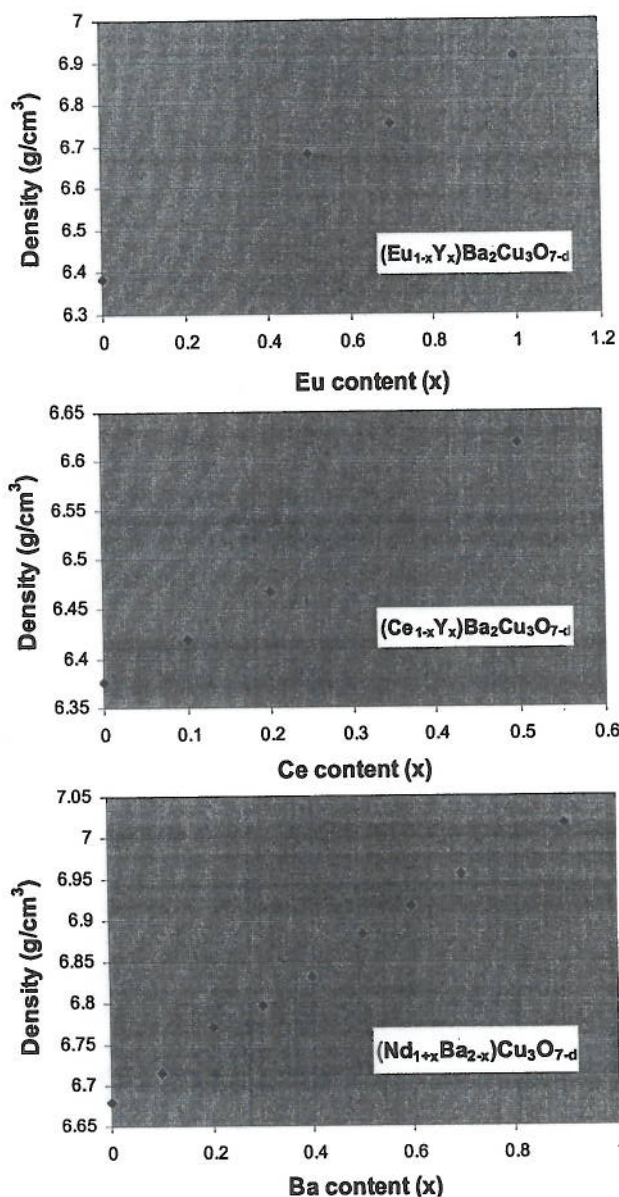 7
6.9
6.8
6.7
6.6
6.5
6.4
6.3
Density (g/cm³)
(Eu₁₋ₓYₓ)Ba₂Cu₃O₇₋d
0 0.2 0.4 0.6 0.8 1 1.2
Eu content (x)
6.65
6.6
6.55
6.5
6.45
6.4
6.35
Density (g/cm³)
(Ce₁₋ₓYₓ)Ba₂Cu₃O₇₋d
0 0.1 0.2 0.3 0.4 0.5 0.6
Ce content (x)
7.05
7
6.95
6.9
6.85
6.8
6.75
6.7
6.65
Density (g/cm³)
(Nd₁₊ₓBa₂₋ₓ)Cu₃O₇₋d
0 0.2 0.4 0.6 0.8 1
Ba content (x)